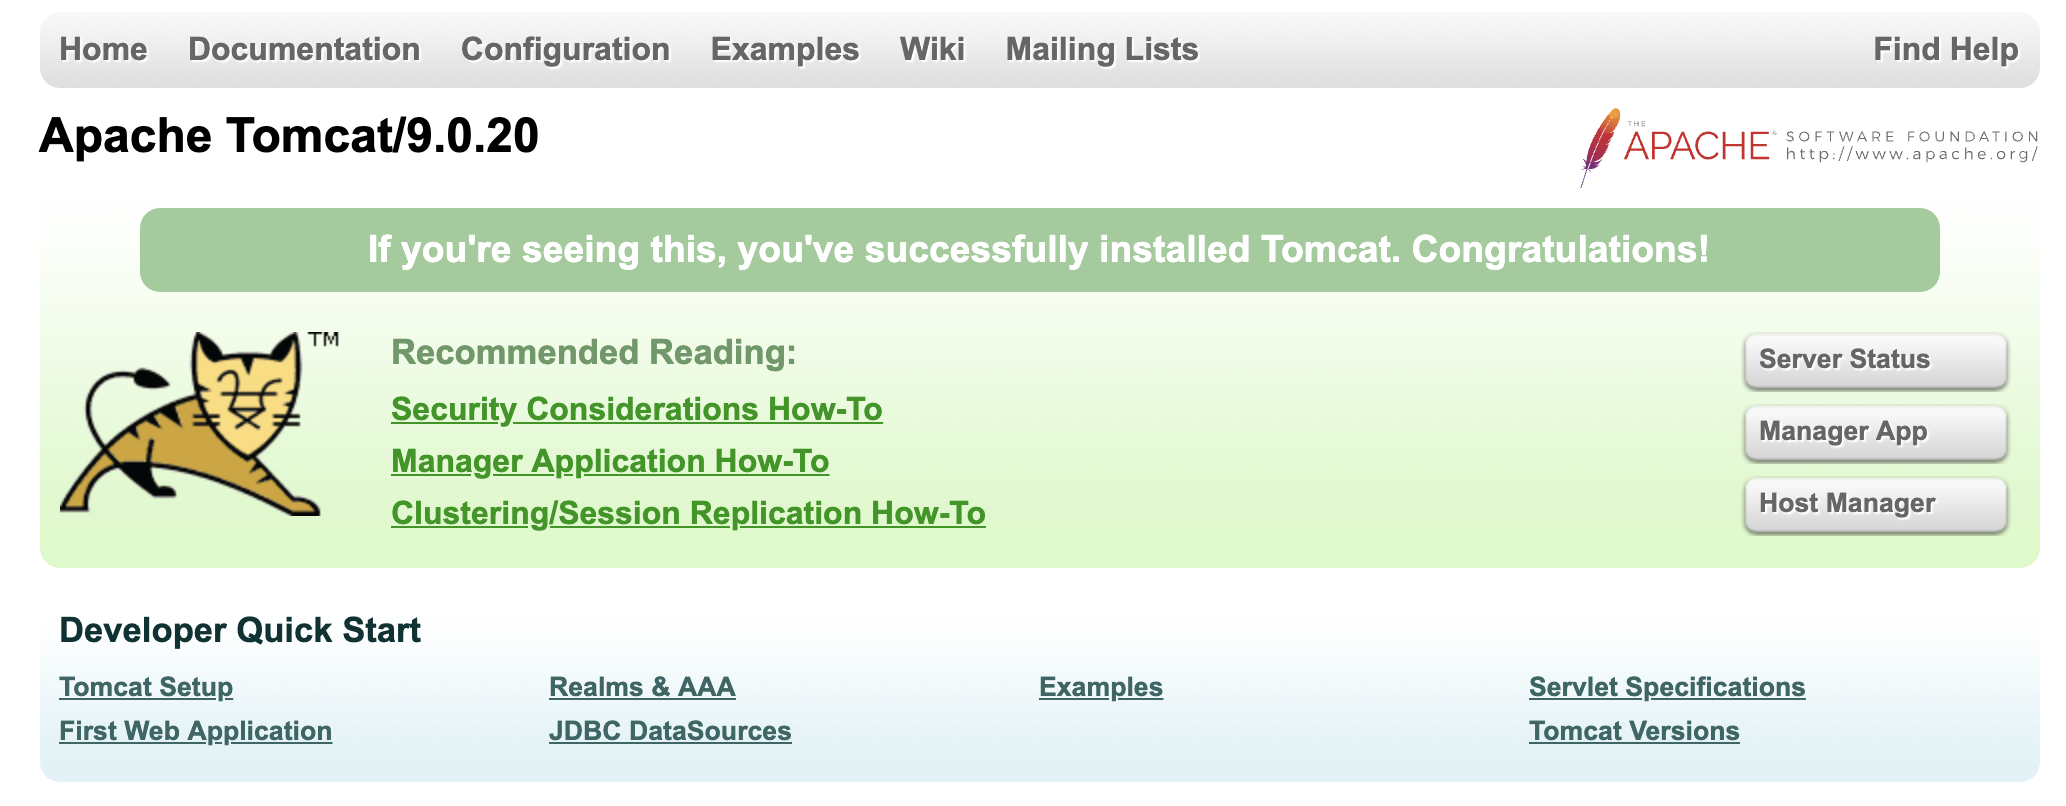 Home Documentation Configuration Examples Wiki Mailing Lists Find Help
Apache Tomcat/9.0.20
THE
APACHE® SOFTWARE FOUNDATION
http://www.apache.org/
If you're seeing this, you've successfully installed Tomcat. Congratulations!
TM
Recommended Reading:
Security Considerations How-To
Manager Application How-To
Clustering/Session Replication How-To
Server Status
Manager App
Host Manager
Developer Quick Start
Tomcat Setup
First Web Application
Realms & AAA
JDBC DataSources
Examples
Servlet Specifications
Tomcat Versions